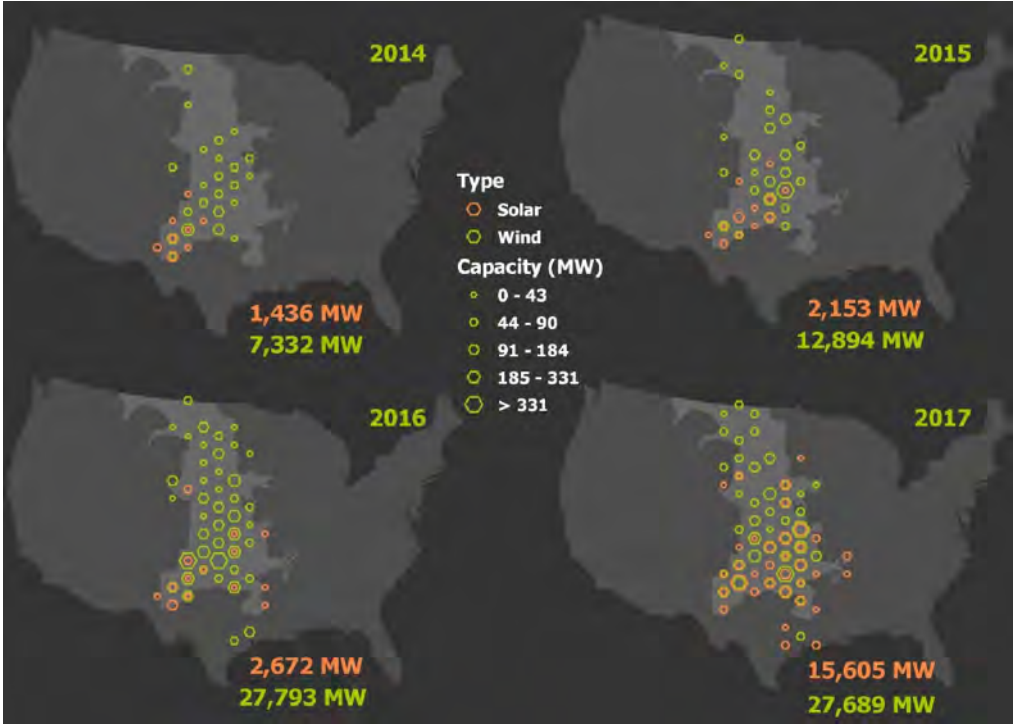 2014
2015
Type
Solar
Wind
Capacity (MW)
0 - 43
44 - 90
91 - 184
185 - 331
> 331
1,436 MW
7,332 MW
2,153 MW
12,894 MW
2016
2017
2,672 MW
27,793 MW
15,605 MW
27,689 MW